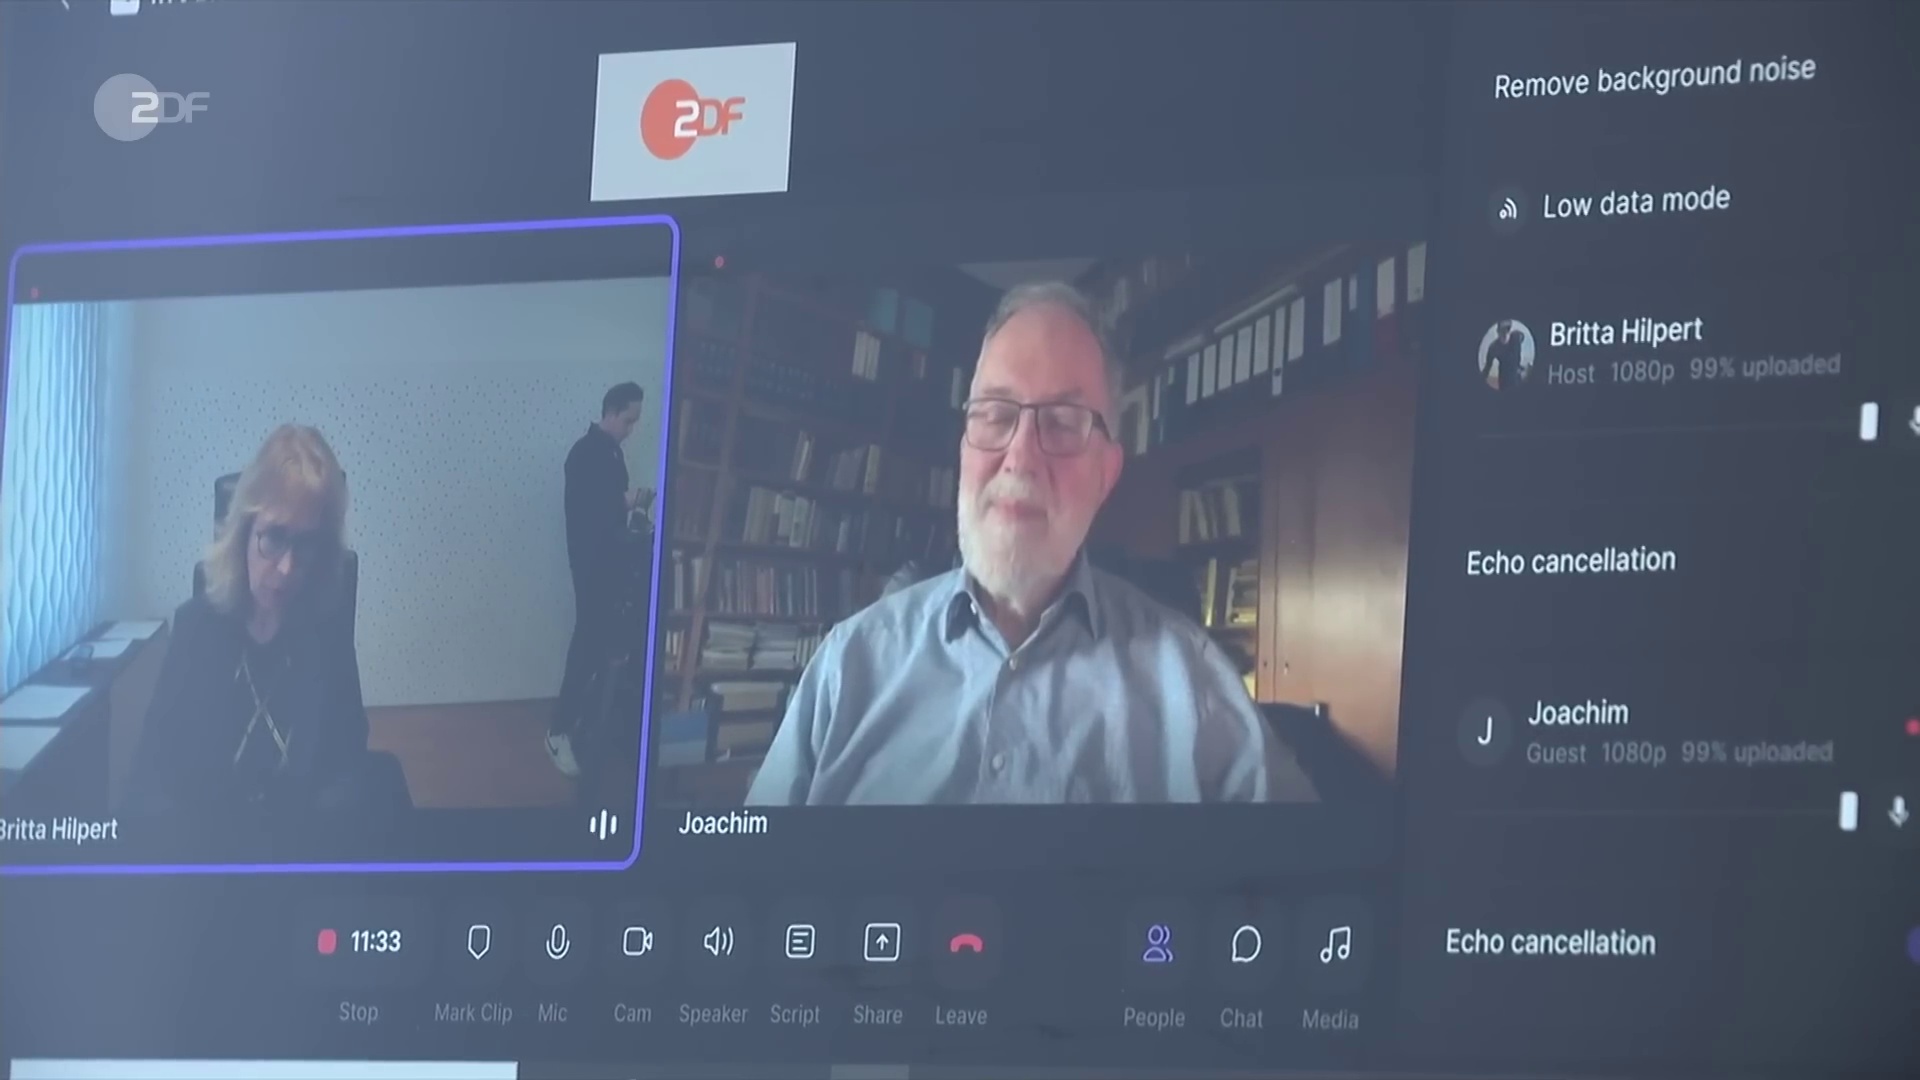 ZDF
ZDF
Remove background noise
Low data mode
Britta Hilpert
Host 1080p 99% uploaded
Echo cancellation
J
Joachim
Guest 1080p 99% uploaded
Echo cancellation
Britta Hilpert
Joachim
11:33
Stop
Mark Clip
Mic
Cam
Speaker
Script
Share
Leave
People
Chat
Media